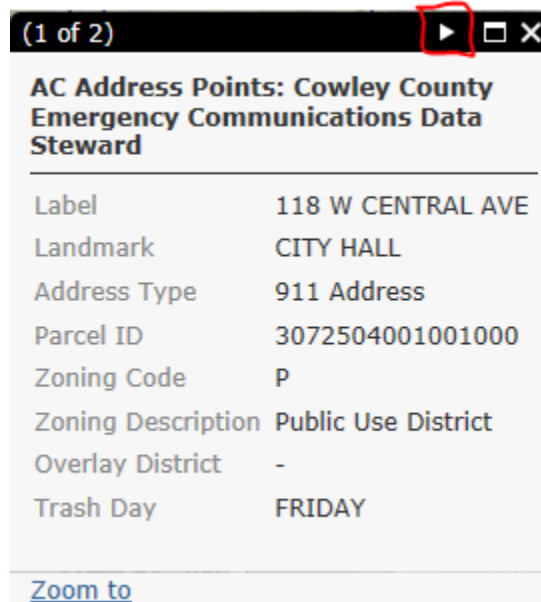 (1 of 2)
AC Address Points: Cowley County
Emergency Communications Data
Steward
Label 118 W CENTRAL AVE
Landmark CITY HALL
Address Type 911 Address
Parcel ID 3072504001001000
Zoning Code P
Zoning Description Public Use District
Overlay District -
Trash Day FRIDAY
Zoom to